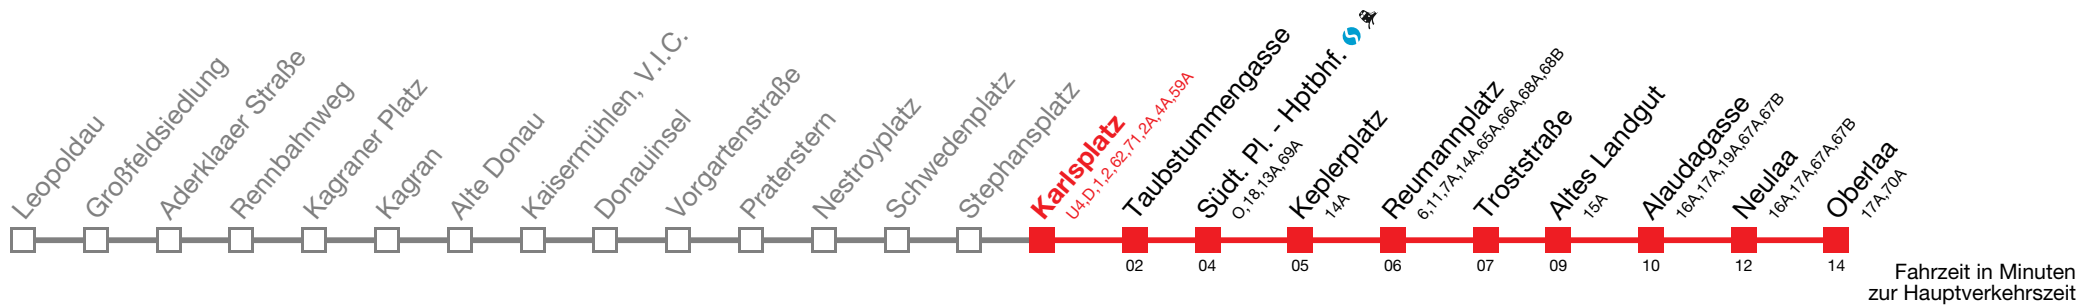 Leopoldau
Großfeldsiedlung
Aderklaaer Straße
Rennbahnweg
Kagraner Platz
Kagran
Alte Donau
Kaisermühlen, V.I.C.
Donauinsel
Vorgartenstraße
Praterstern
Nestroyplatz
Schwedenplatz
Stephansplatz
Karlsplatz
U4,D,1,2,62,71,2A,4A,59A
Taubstummengasse
02
Südt. Pl. - Hptbhf.
O,18,13A,69A
04
Keplerplatz
14A
05
Reumannplatz
6,11,7A,14A,65A,66A,68A,68B
06
Troststraße
07
Altes Landgut
15A
09
Alaudagasse
16A,17A,19A,67A,67B
10
Neulaa
16A,17A,67A,67B
12
Oberlaa
17A,70A
14
Fahrzeit in Minuten
zur Hauptverkehrszeit